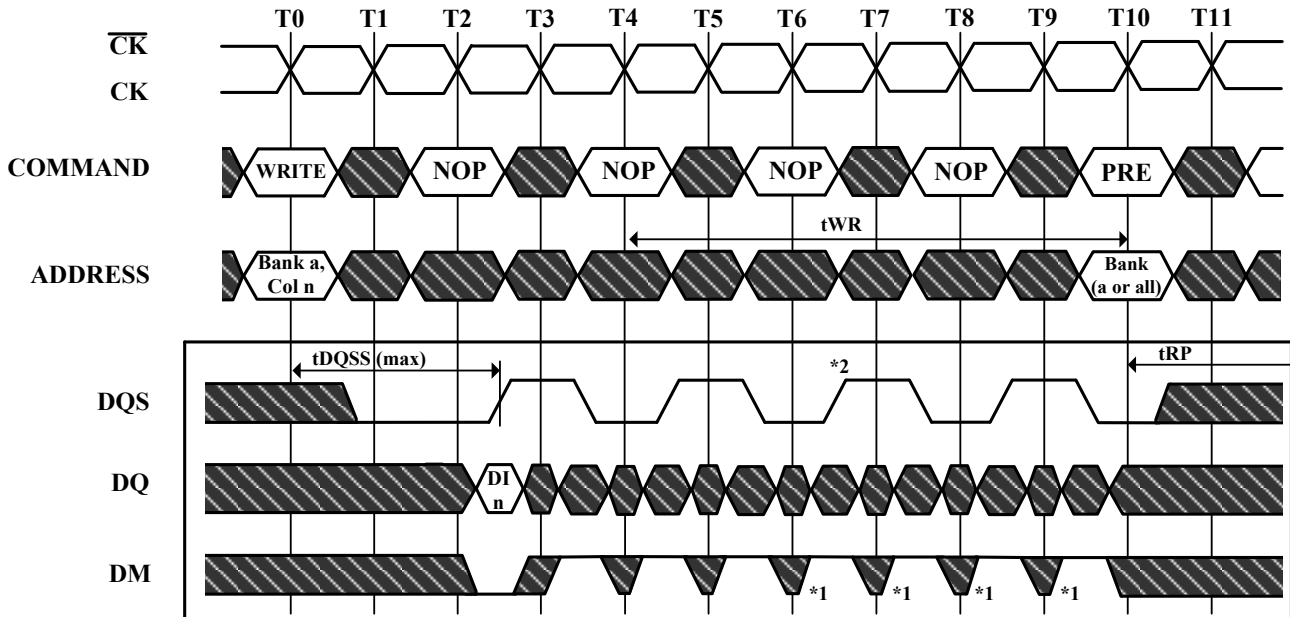 T0 T1 T2 T3 T4 T5 T6 T7 T8 T9 T10 T11
CK
CK
COMMAND WRITE NOP NOP NOP NOP PRE
tWR
ADDRESS Bank a, Col n Bank (a or all)
tDQSS (max) *2 tRP
DQS
DQ DI n
DM *1 *1 *1 *1